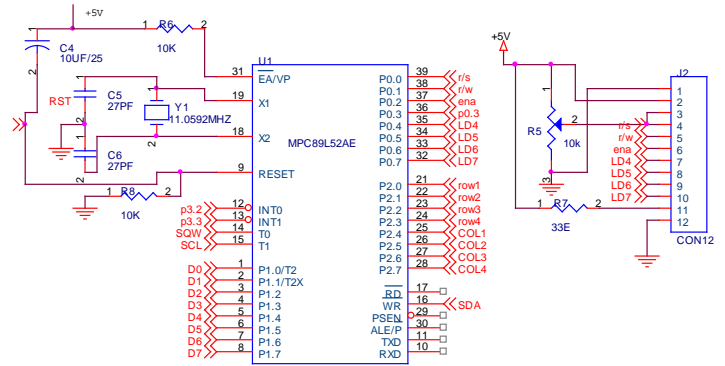 +5V
1 R6 2
10K
1
C4
10UF/25
2
1
C5
27PF
RST
2
1
C6
27PF
2
1
Y1
11.0592MHZ
2
1 R8 2
10K
U1
MPC89L52AE
31 EA/VP
19 X1
18 X2
9 RESET
p3.2 12 INT0
p3.3 13 INT1
SQW 14 T0
SCL 15 T1
D0 1 P1.0/T2
D1 2 P1.1/T2X
D2 3 P1.2
D3 4 P1.3
D4 5 P1.4
D5 6 P1.5
D6 7 P1.6
D7 8 P1.7
P0.0 39 r/s
P0.1 38 r/w
P0.2 37 ena
P0.3 36 p0.3
P0.4 35 LD4
P0.5 34 LD5
P0.6 33 LD6
P0.7 32 LD7
P2.0 21 row1
P2.1 22 row2
P2.2 23 row3
P2.3 24 row4
P2.4 25 COL1
P2.5 26 COL2
P2.6 27 COL3
P2.7 28 COL4
RD 17
WR 16 SDA
PSEN 29
ALE/P 30
TXD 11
RXD 10
+5V
1
R5
2
10k
3
1 R7 2
33E
J2
1
2
3
r/s 4
r/w 5
ena 6
LD4 7
LD5 8
LD6 9
LD7 10
11
12
CON12